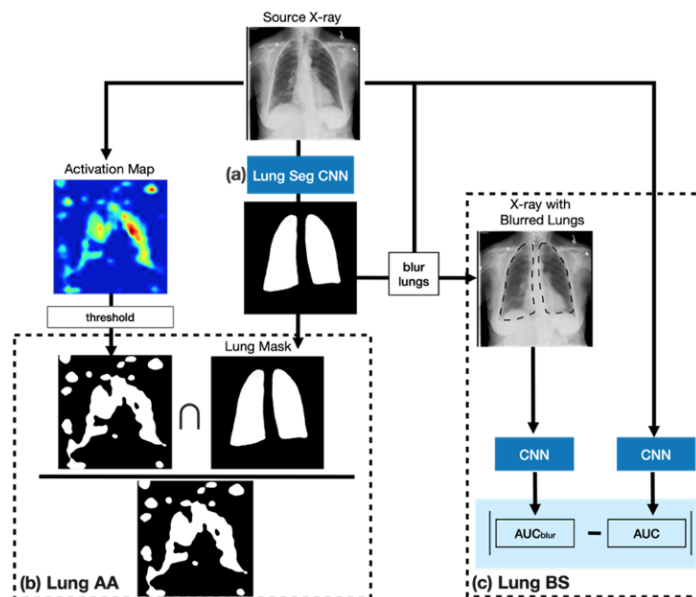 Source X-ray
Activation Map
(a) Lung Seg CNN
X-ray with
Blurred Lungs
blur
lungs
threshold
Lung Mask
∩
CNN
CNN
| AUCblur − AUC |
(b) Lung AA
(c) Lung BS